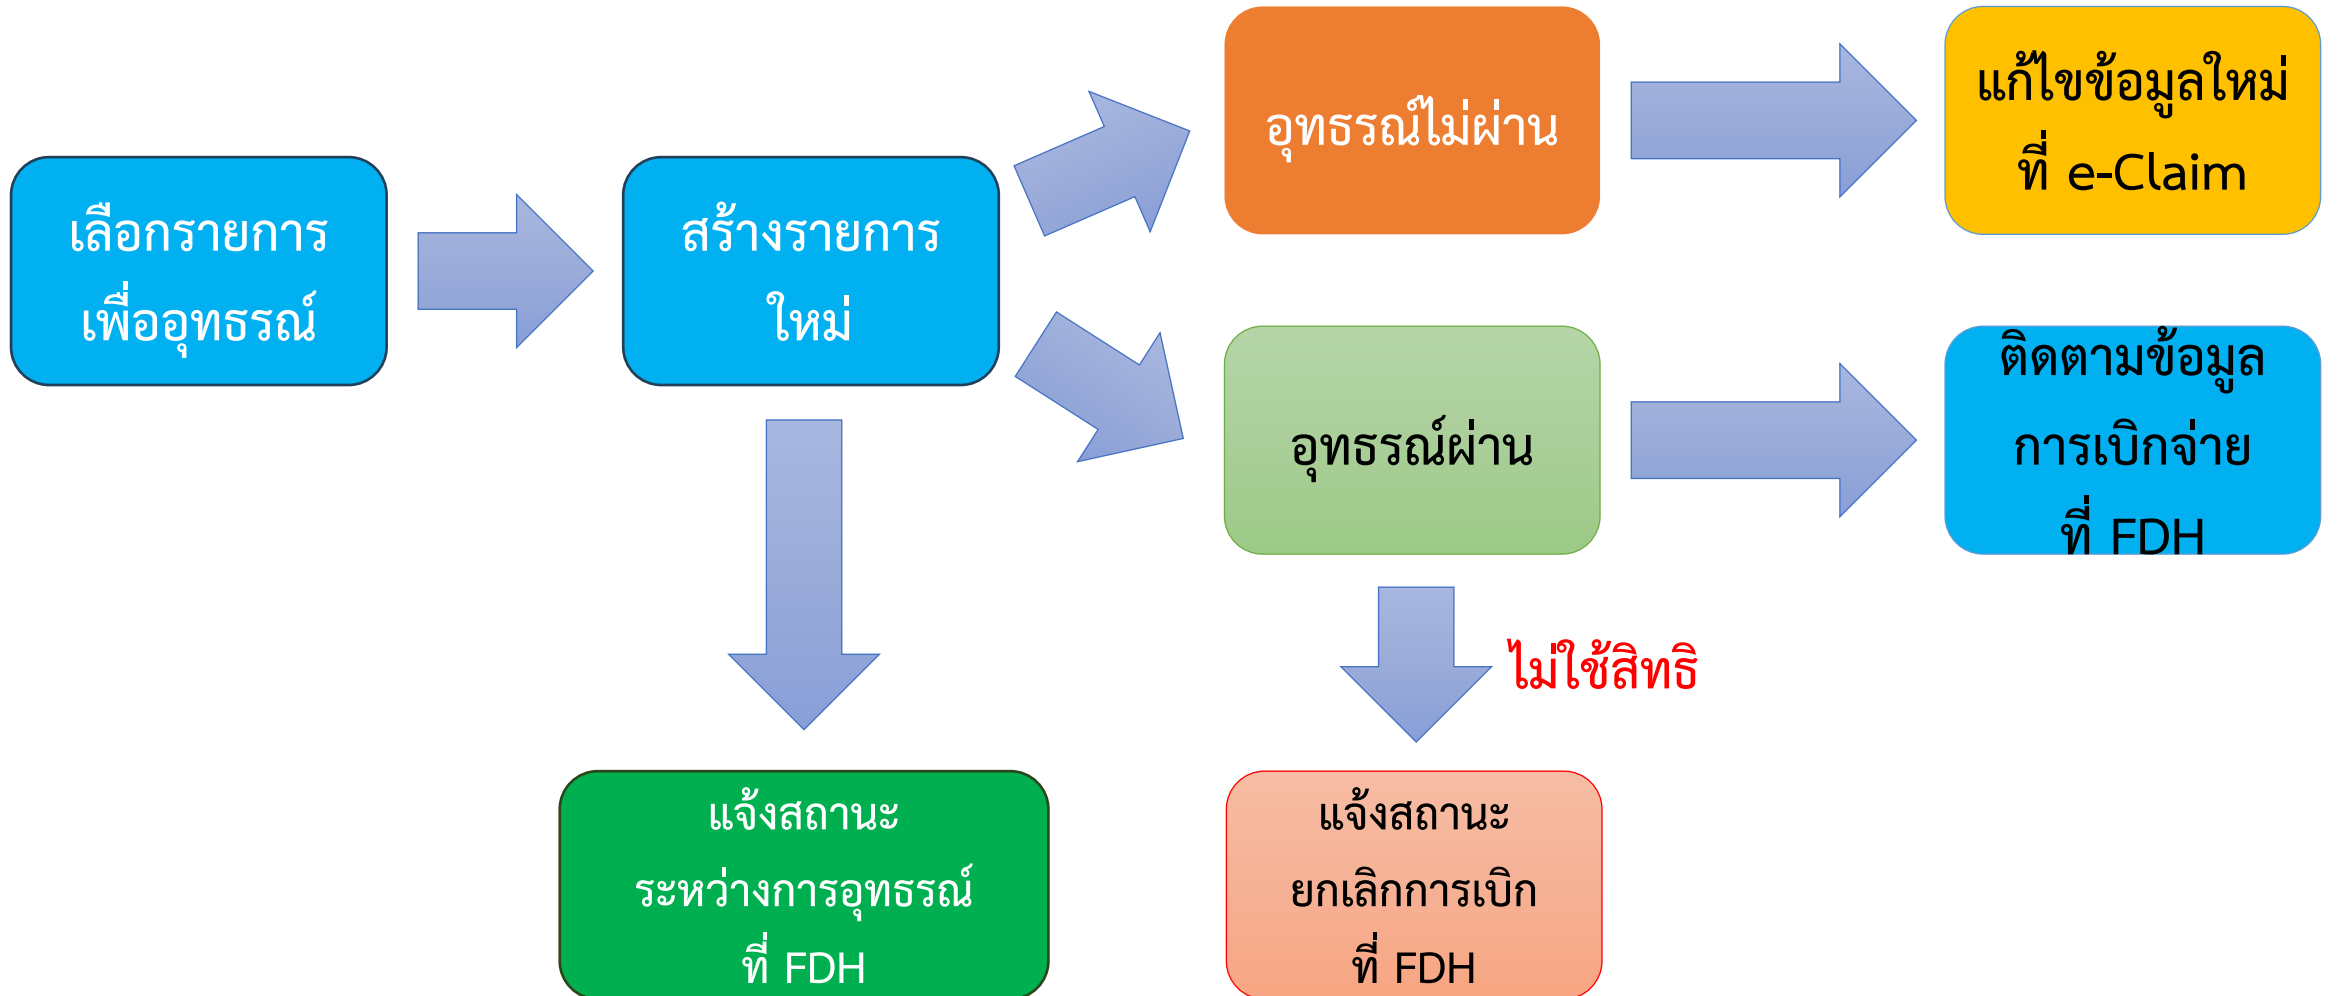 เลือกรายการ
เพื่ออุทธรณ์
สร้างรายการ
ใหม่
อุทธรณ์ไม่ผ่าน
แก้ไขข้อมูลใหม่
ที่ e-Claim
อุทธรณ์ผ่าน
ติดตามข้อมูล
การเบิกจ่าย
ที่ FDH
ไม่ใช้สิทธิ
แจ้งสถานะ
ระหว่างการอุทธรณ์
ที่ FDH
แจ้งสถานะ
ยกเลิกการเบิก
ที่ FDH